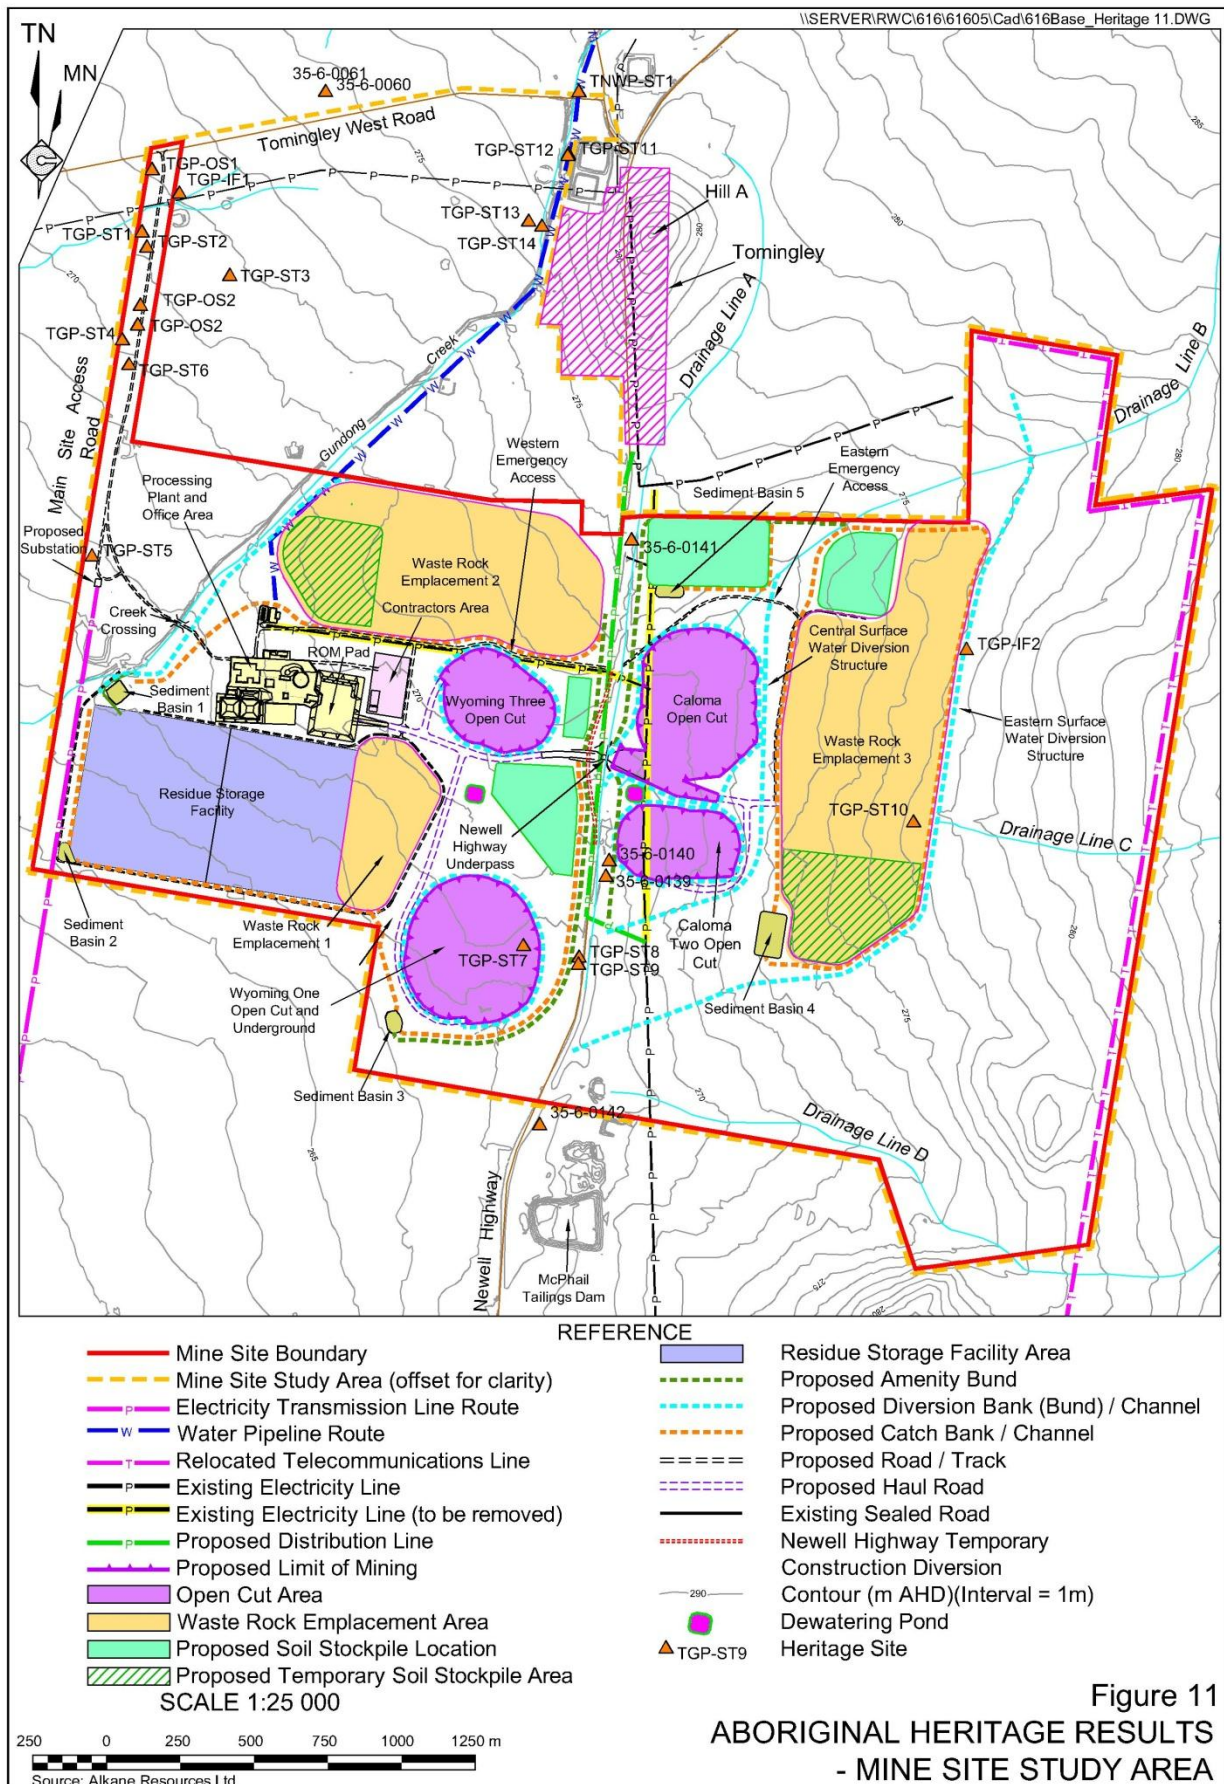 \\SERVER\RWC\616\61605\Cad\616Base_Heritage 11.DWG
TN
MN
35-6-0061
35-6-0060
TNWP-ST1
Tomingley West Road
TGP-OS1
TGP-IF1
TGP-ST12
TGP-ST11
Hill A
TGP-ST13
TGP-ST14
TGP-ST1
TGP-ST2
TGP-ST3
Tomingley
TGP-OS2
TGP-OS2
TGP-ST4
TGP-ST6
Drainage Line A
Drainage Line B
Gundong Creek
Main Site Access
Road
Western
Emergency
Access
Eastern
Emergency
Access
Processing
Plant and
Office Area
Sediment Basin 5
Proposed
Substation
TGP-ST5
35-6-0141
Waste Rock
Emplacement 2
Contractors Area
Creek
Crossing
ROM Pad
Central Surface
Water Diversion
Structure
TGP-IF2
Sediment
Basin 1
Wyoming Three
Open Cut
Caloma
Open Cut
Eastern Surface
Water Diversion
Structure
Waste Rock
Emplacement 3
Residue Storage
Facility
TGP-ST10
Newell
Highway
Underpass
Drainage Line C
35-6-0140
35-6-0139
Sediment
Basin 2
Waste Rock
Emplacement 1
Caloma
Two Open
Cut
TGP-ST7
TGP-ST8
TGP-ST9
Wyoming One
Open Cut and
Underground
Sediment Basin 4
Sediment Basin 3
35-6-0142
Drainage Line D
Newell Highway
McPhail
Tailings Dam
REFERENCE
Mine Site Boundary
Mine Site Study Area (offset for clarity)
Electricity Transmission Line Route
Water Pipeline Route
Relocated Telecommunications Line
Existing Electricity Line
Existing Electricity Line (to be removed)
Proposed Distribution Line
Proposed Limit of Mining
Open Cut Area
Waste Rock Emplacement Area
Proposed Soil Stockpile Location
Proposed Temporary Soil Stockpile Area
Residue Storage Facility Area
Proposed Amenity Bund
Proposed Diversion Bank (Bund) / Channel
Proposed Catch Bank / Channel
Proposed Road / Track
Proposed Haul Road
Existing Sealed Road
Newell Highway Temporary
Construction Diversion
290 Contour (m AHD)(Interval = 1m)
Dewatering Pond
TGP-ST9 Heritage Site
SCALE 1:25 000
250 0 250 500 750 1000 1250 m
Source: Alkane Resources Ltd
Figure 11
ABORIGINAL HERITAGE RESULTS
- MINE SITE STUDY AREA